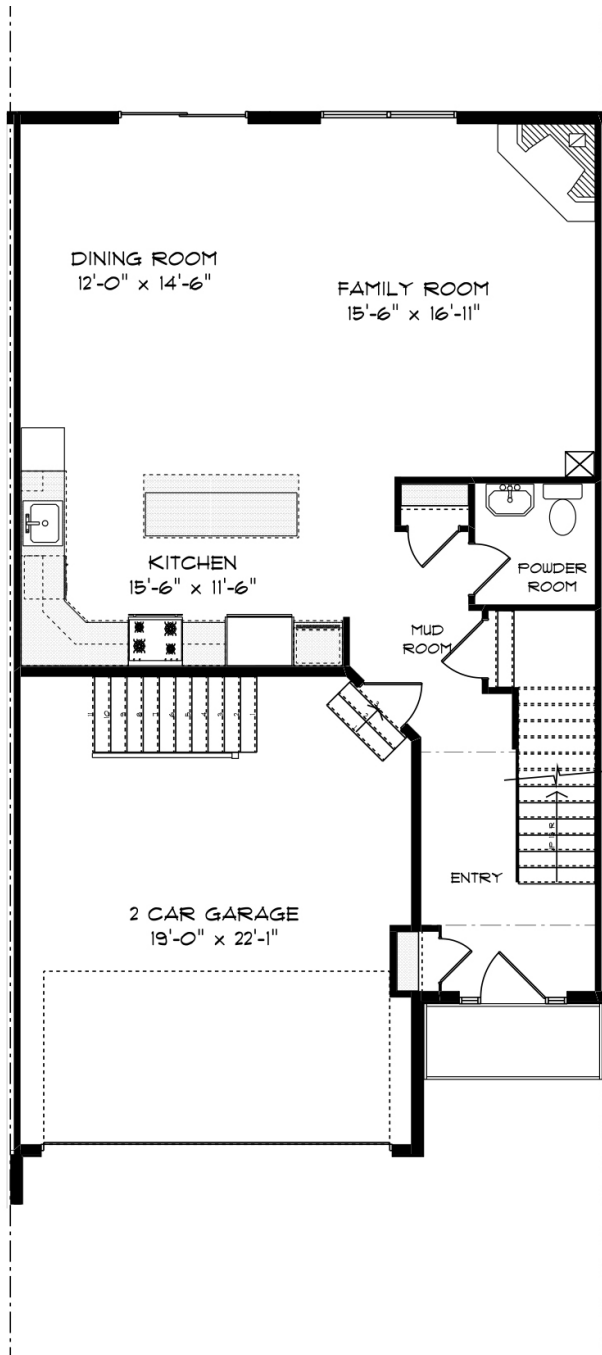 DINING ROOM
12'-0" x 14'-6"
FAMILY ROOM
15'-6" x 16'-11"
KITCHEN
15'-6" x 11'-6"
POWDER
ROOM
MUD
ROOM
ENTRY
2 CAR GARAGE
19'-0" x 22'-1"